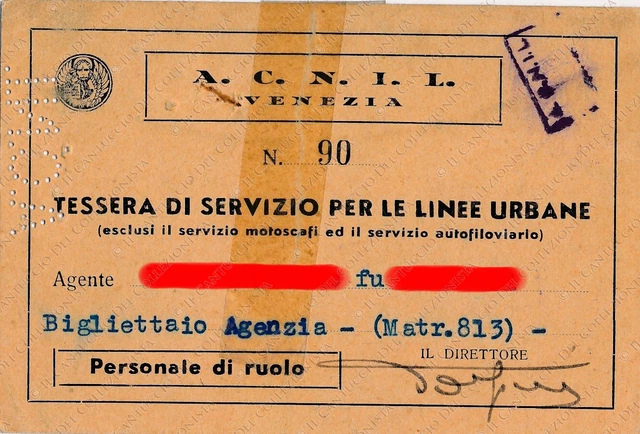 A. C. N. I. L.
VENEZIA
N. 90
TESSERA DI SERVIZIO PER LE LINEE URBANE
(esclusi il servizio motoscafi ed il servizio autofiloviario)
Agente fu
Bigliettaio Agenzia - (Matr.813) -
IL DIRETTORE
Personale di ruolo